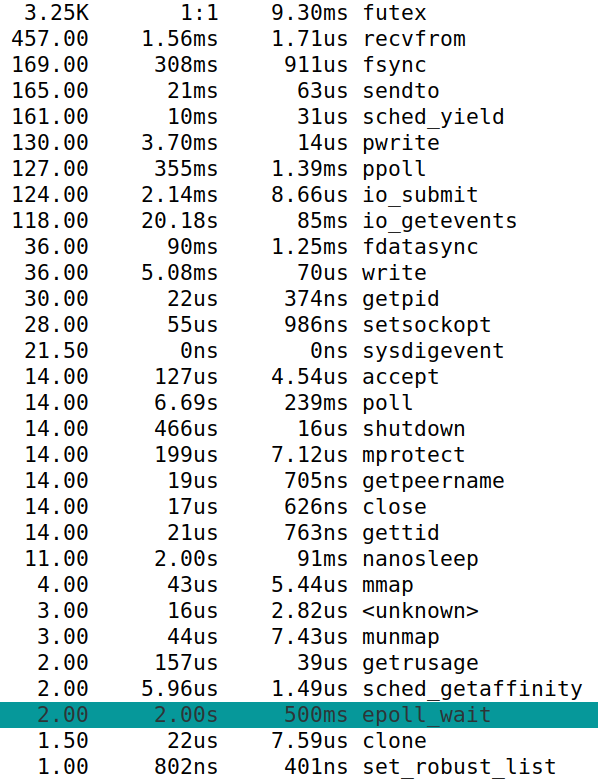 3.25K 1:1 9.30ms futex
457.00 1.56ms 1.71us recvfrom
169.00 308ms 911us fsync
165.00 21ms 63us sendto
161.00 10ms 31us sched_yield
130.00 3.70ms 14us pwrite
127.00 355ms 1.39ms ppoll
124.00 2.14ms 8.66us io_submit
118.00 20.18s 85ms io_getevents
36.00 90ms 1.25ms fdatasync
36.00 5.08ms 70us write
30.00 22us 374ns getpid
28.00 55us 986ns setsockopt
21.50 0ns 0ns sysdigevent
14.00 127us 4.54us accept
14.00 6.69s 239ms poll
14.00 466us 16us shutdown
14.00 199us 7.12us mprotect
14.00 19us 705ns getpeername
14.00 17us 626ns close
14.00 21us 763ns gettid
11.00 2.00s 91ms nanosleep
4.00 43us 5.44us mmap
3.00 16us 2.82us <unknown>
3.00 44us 7.43us munmap
2.00 157us 39us getrusage
2.00 5.96us 1.49us sched_getaffinity
2.00 2.00s 500ms epoll_wait
1.50 22us 7.59us clone
1.00 802ns 401ns set_robust_list